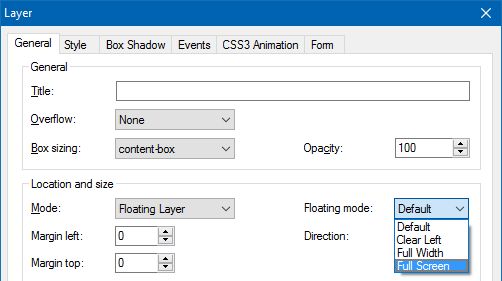 Layer
General Style Box Shadow Events CSS3 Animation Form
General
Title:
Overflow: None
Box sizing: content-box Opacity: 100
Location and size
Mode: Floating Layer Floating mode: Default
Default
Margin left: 0 Direction: Clear Left
Full Width
Margin top: 0 Full Screen